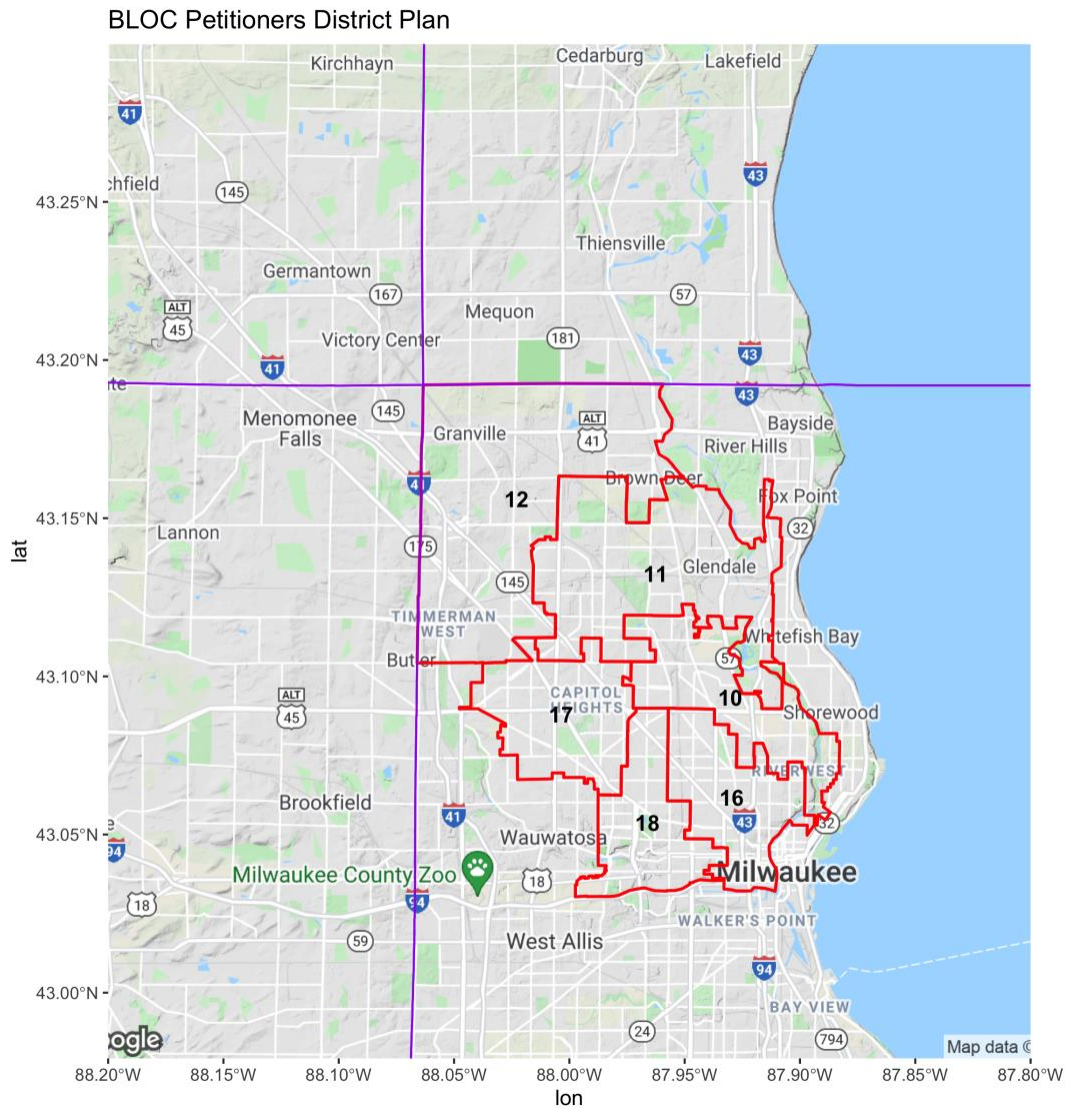 BLOC Petitioners District Plan
Kirchhayn
Cedarburg
Lakefield
41
43
chfield
145
43.25°N
Thiensville
Germantown
167
57
ALT
45
Mequon
181
Victory Center
43
43.20°N
41
te
43
145
Menomonee
Falls
ALT
41
Bayside
Granville
River Hills
41
Brown Deer
12
Fox Point
43.15°N
32
Lannon
175
11
Glendale
145
TIMMERMAN
WEST
Whitefish Bay
Butler
57
43.10°N
CAPITOL
HEIGHTS
10
ALT
45
17
Shorewood
RIVERWEST
Brookfield
16
41
43
18
32
e
43.05°N
Wauwatosa
94
Milwaukee County Zoo
18
Milwaukee
18
94
WALKER'S POINT
59
West Allis
94
43.00°N
BAY VIEW
24
794
oogle
Map data ©
88.20°W
88.15°W
88.10°W
88.05°W
88.00°W
87.95°W
87.90°W
87.85°W
87.80°W
lon
lat